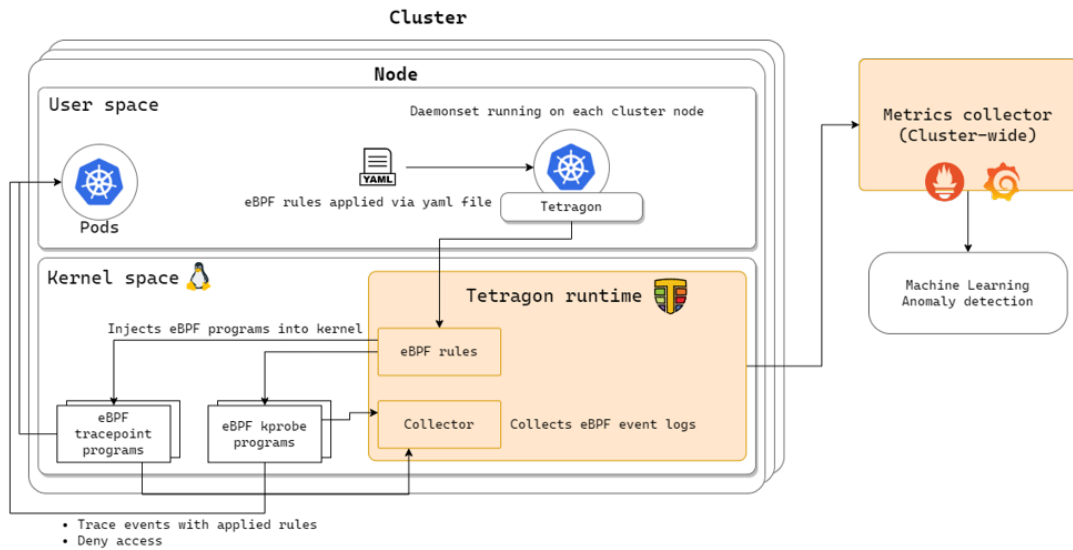 Cluster
Node
User space
Daemonset running on each cluster node
YAML
eBPF rules applied via yaml file
Tetragon
Pods
Kernel space
Tetragon runtime
Injects eBPF programs into kernel
eBPF rules
eBPF
tracepoint
programs
eBPF kprobe
programs
Collector
Collects eBPF event logs
• Trace events with applied rules
• Deny access
Metrics collector
(Cluster-wide)
Machine Learning
Anomaly detection